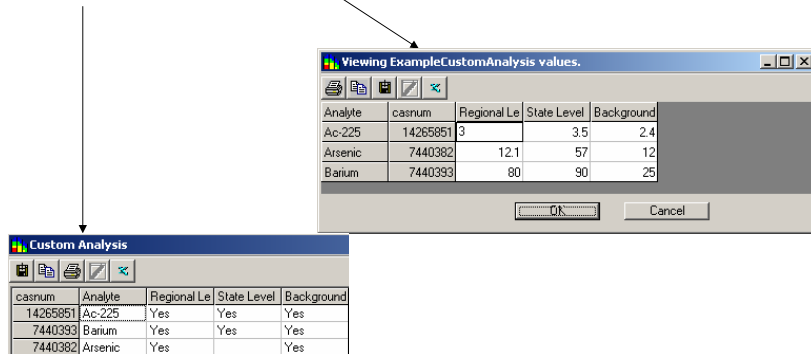 Viewing ExampleCustomAnalysis values.
Analyte casnum Regional Le State Level Background
Ac-225 14265851 3 3.5 2.4
Arsenic 7440382 12.1 57 12
Barium 7440393 80 90 25
OK Cancel
Custom Analysis
casnum Analyte Regional Le State Level Background
14265851 Ac-225 Yes Yes Yes
7440393 Barium Yes Yes Yes
7440382 Arsenic Yes Yes